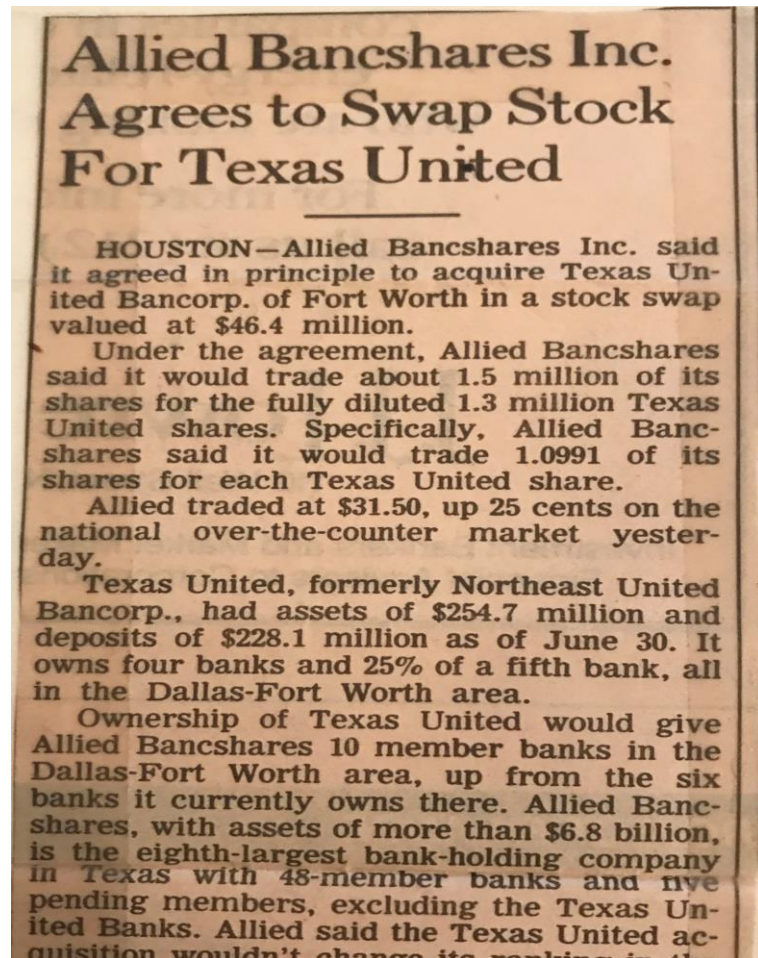 Allied Bancshares Inc.
Agrees to Swap Stock
For Texas United
HOUSTON—Allied Bancshares Inc. said
it agreed in principle to acquire Texas Un-
ited Bancorp. of Fort Worth in a stock swap
valued at $46.4 million.
Under the agreement, Allied Bancshares
said it would trade about 1.5 million of its
shares for the fully diluted 1.3 million Texas
United shares. Specifically, Allied Banc-
shares said it would trade 1.0991 of its
shares for each Texas United share.
Allied traded at $31.50, up 25 cents on the
national over-the-counter market yester-
day.
Texas United, formerly Northeast United
Bancorp., had assets of $254.7 million and
deposits of $228.1 million as of June 30. It
owns four banks and 25% of a fifth bank, all
in the Dallas-Fort Worth area.
Ownership of Texas United would give
Allied Bancshares 10 member banks in the
Dallas-Fort Worth area, up from the six
banks it currently owns there. Allied Banc-
shares, with assets of more than $6.8 billion,
is the eighth-largest bank-holding company
in Texas with 48-member banks and five
pending members, excluding the Texas Un-
ited Banks. Allied said the Texas United ac-
quisition wouldn't change its ranking in the